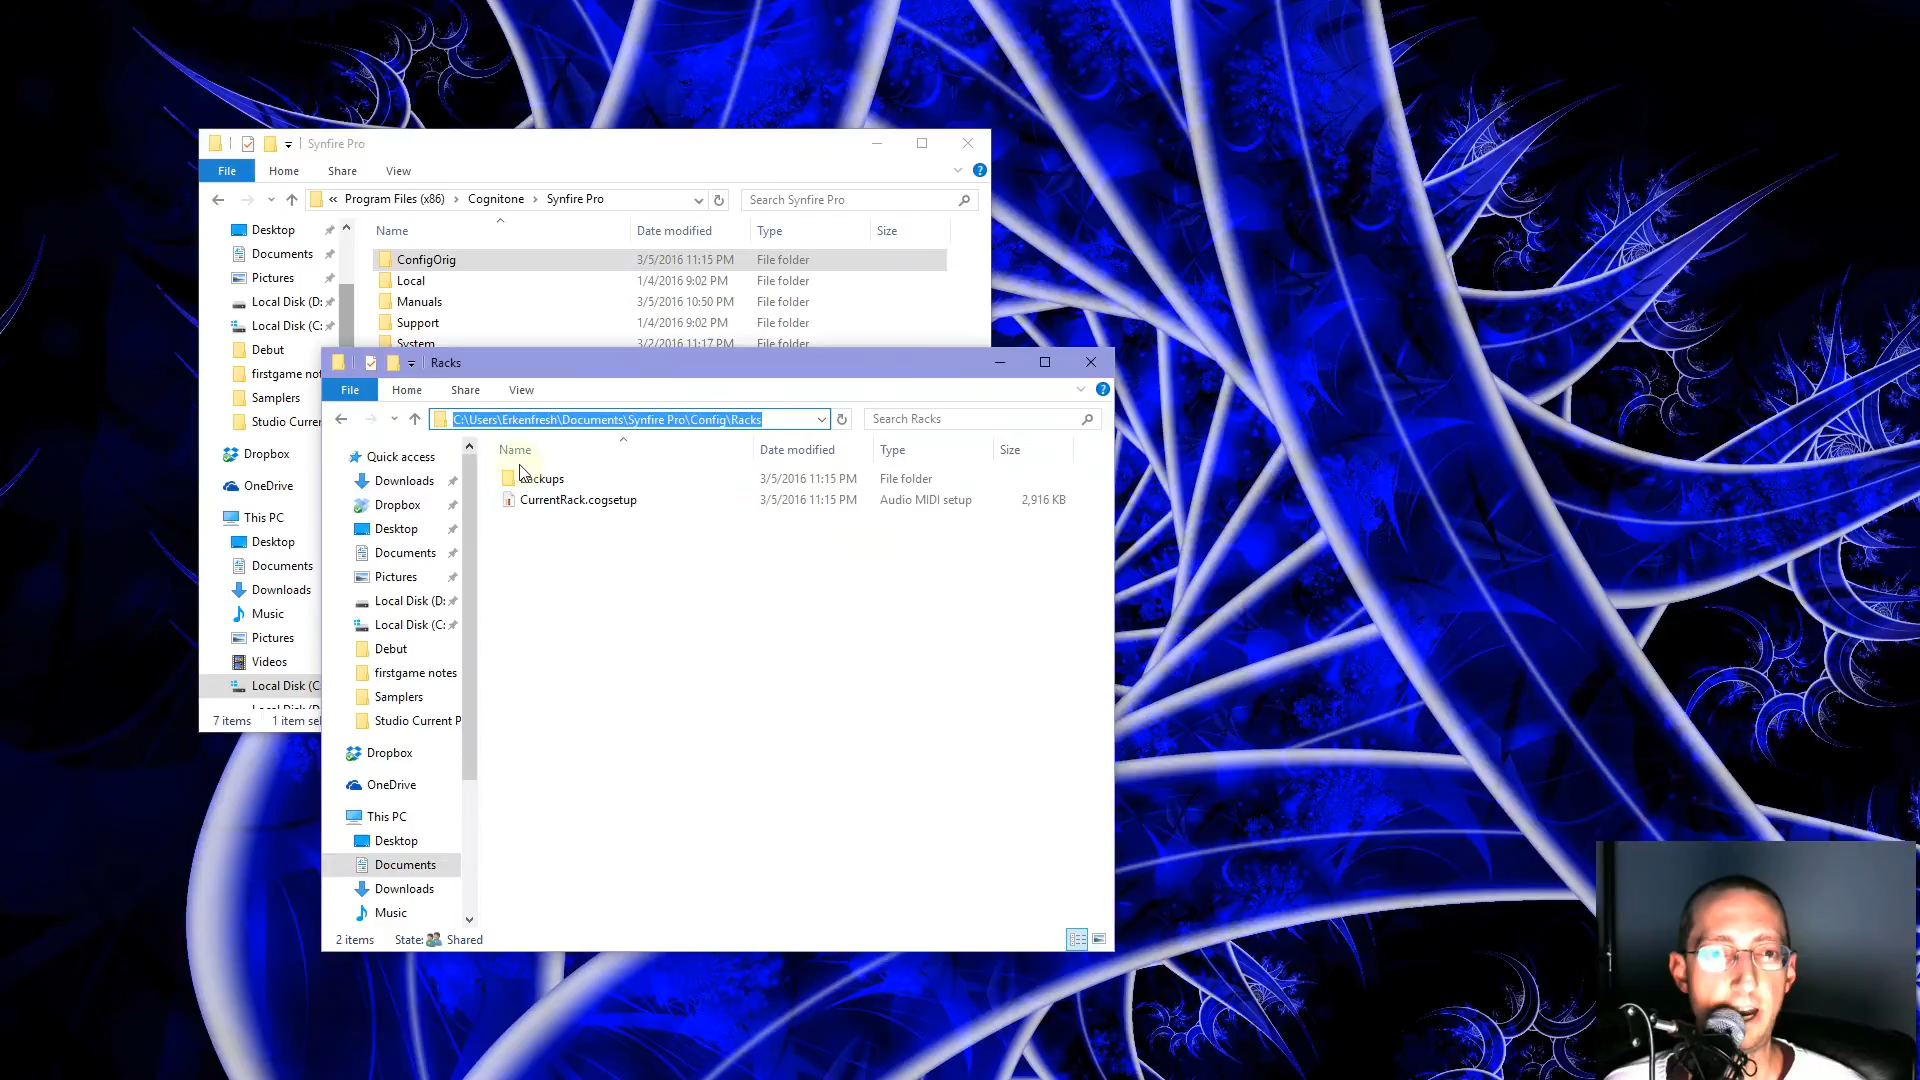 Synfire Pro
File Home Share View
« Program Files (x86) Cognitone Synfire Pro Search Synfire Pro
Name Date modified Type Size
Desktop
Documents
Pictures
Local Disk (D:
Local Disk (C:
Debut
firstgame not
Samplers
Studio Curre
Dropbox
OneDrive
This PC
Desktop
Documents
Downloads
Music
Pictures
Videos
Local Disk (C
7 items 1 item sel
ConfigOrig 3/5/2016 11:15 PM File folder
Local 1/4/2016 9:02 PM File folder
Manuals 3/5/2016 10:50 PM File folder
Support 1/4/2016 9:02 PM File folder
System 3/2/2016 11:17 PM File folder
Racks
File Home Share View
C:\Users\Erkenfresh\Documents\Synfire Pro\Config\Racks Search Racks
Name Date modified Type Size
ckups 3/5/2016 11:15 PM File folder
CurrentRack.cogsetup 3/5/2016 11:15 PM Audio MIDI setup 2,916 KB
Quick access
Downloads
Dropbox
Desktop
Documents
Pictures
Local Disk (D:
Local Disk (C:
Debut
firstgame notes
Samplers
Studio Current P
Dropbox
OneDrive
This PC
Desktop
Documents
Downloads
Music
2 items State: Shared